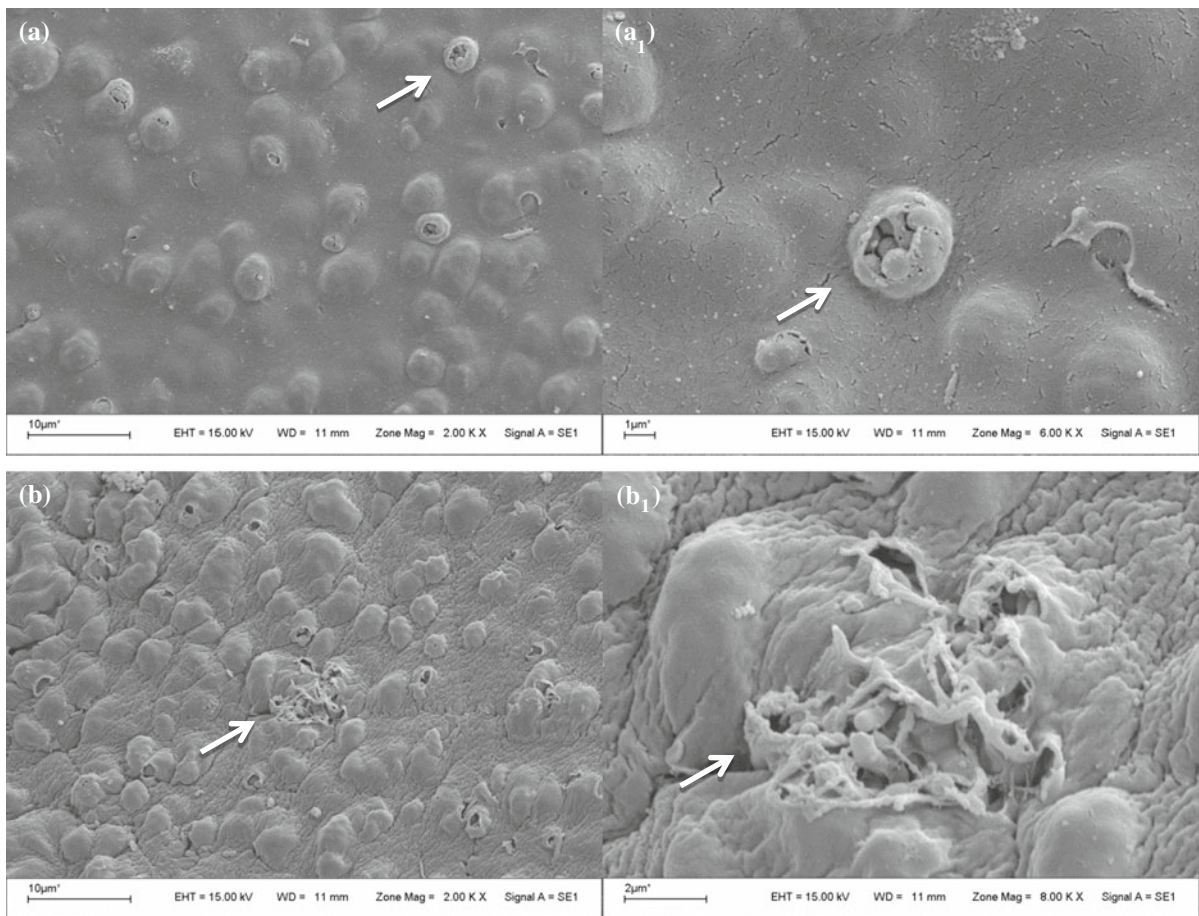 (a)
(a1)
10µm* EHT = 15.00 kV WD = 11 mm Zone Mag = 2.00 K X Signal A = SE1
1µm* EHT = 15.00 kV WD = 11 mm Zone Mag = 6.00 K X Signal A = SE1
(b)
(b1)
10µm* EHT = 15.00 kV WD = 11 mm Zone Mag = 2.00 K X Signal A = SE1
2µm* EHT = 15.00 kV WD = 11 mm Zone Mag = 8.00 K X Signal A = SE1